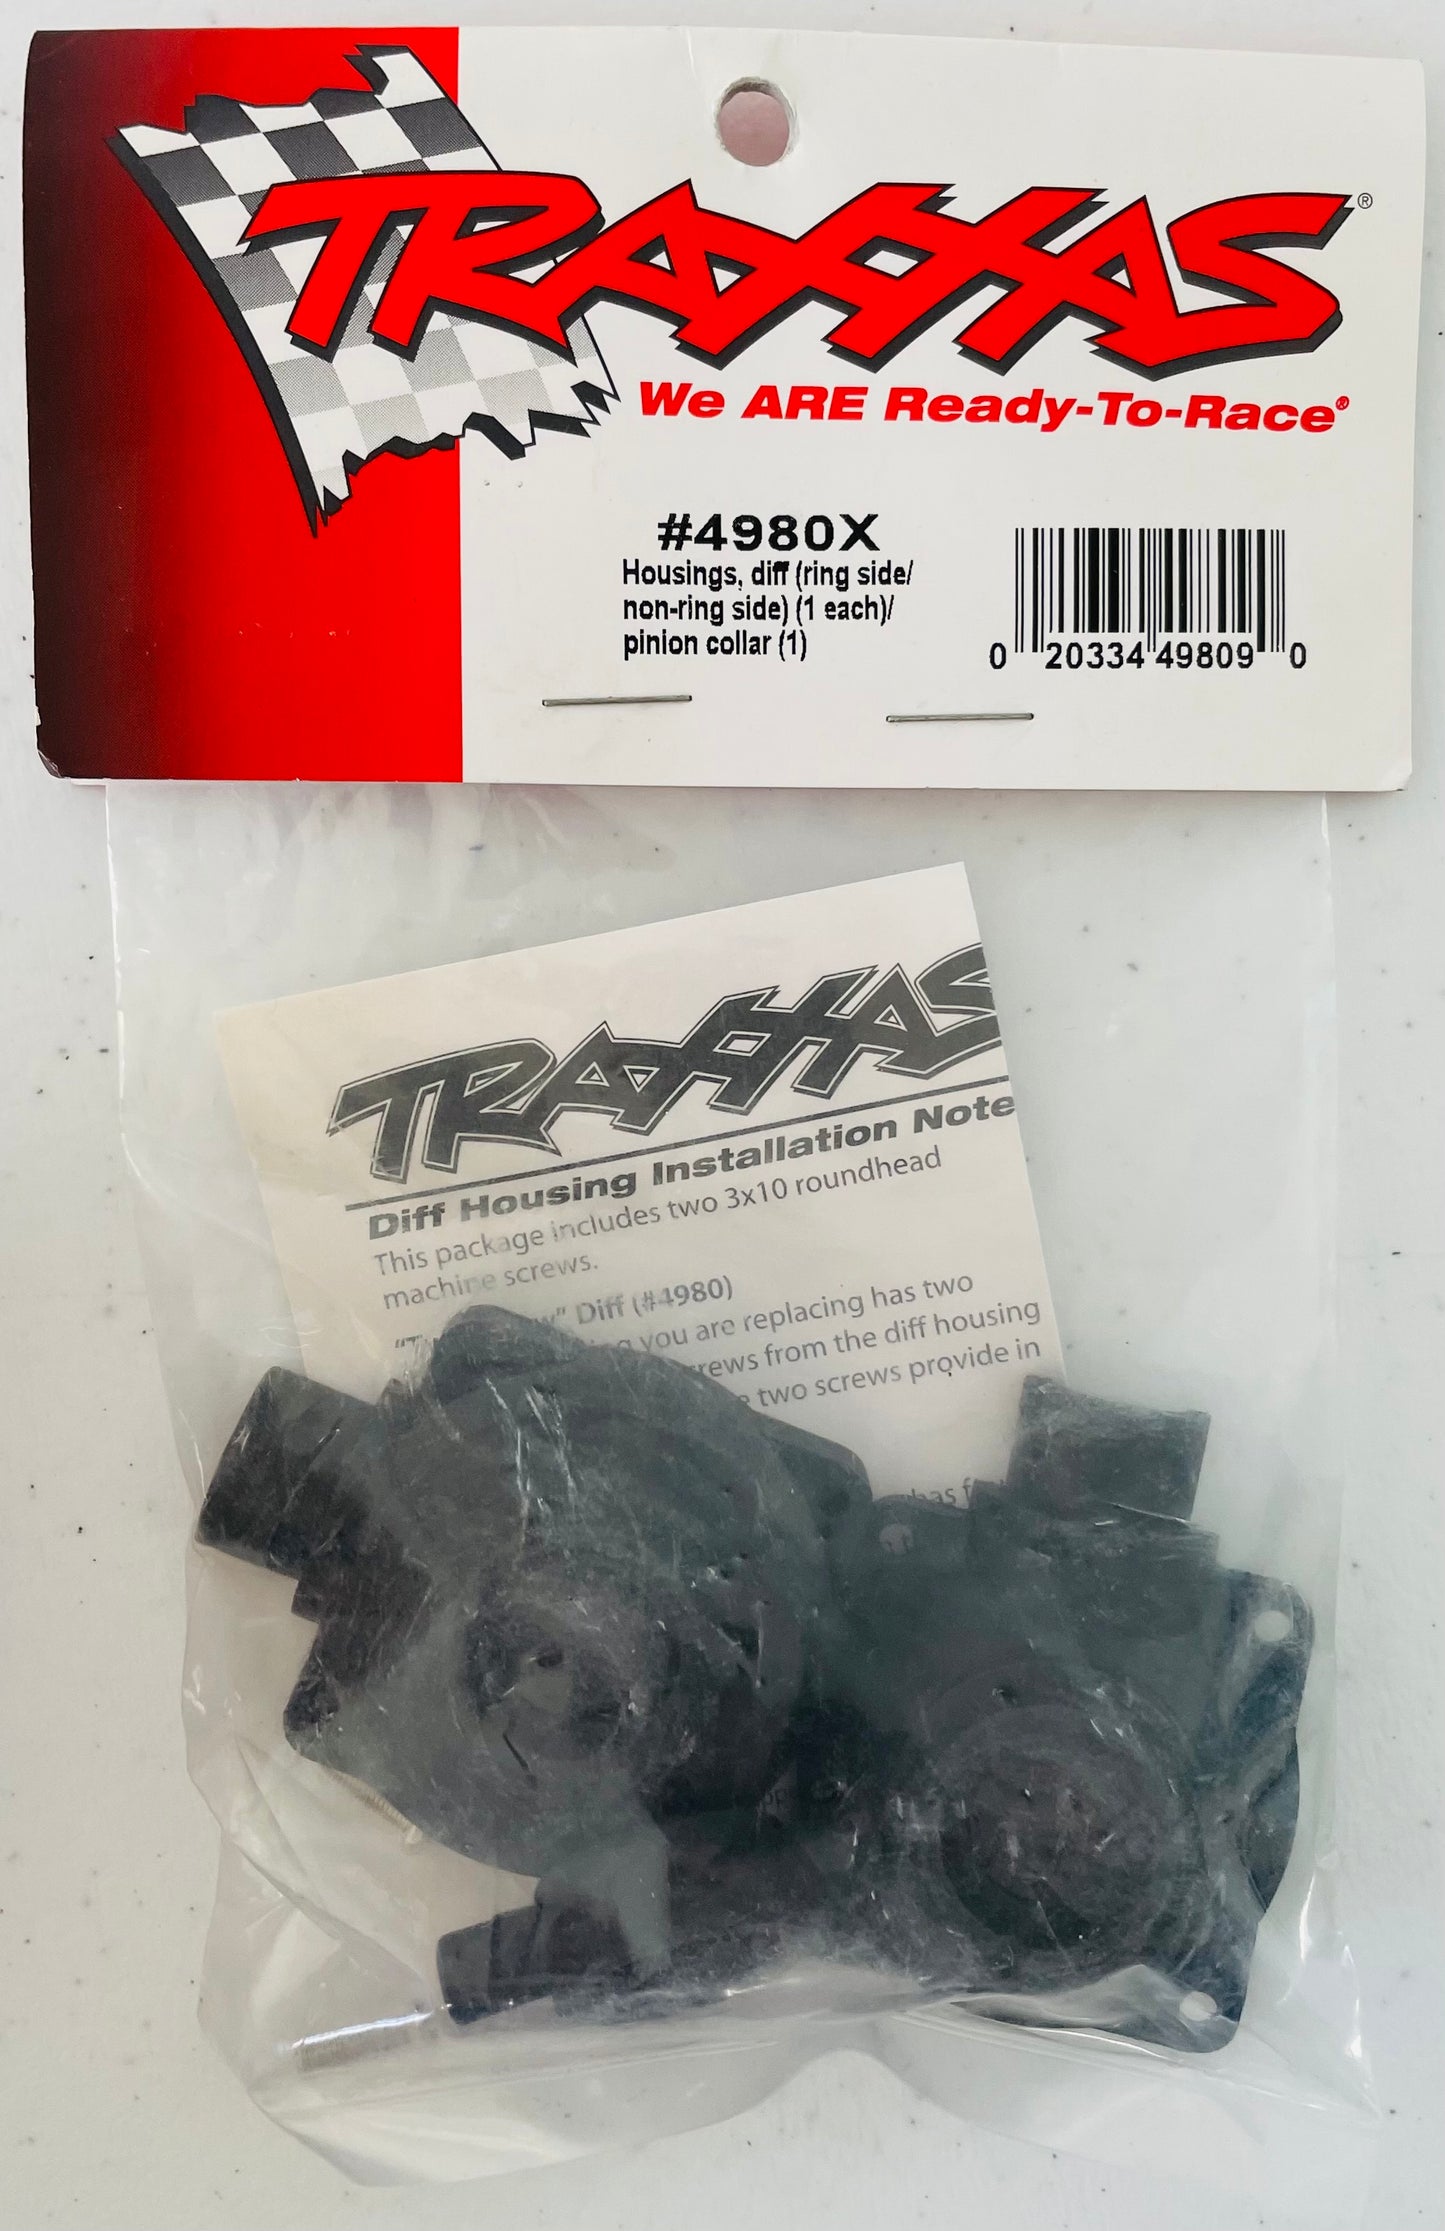 TRAXXAS®
We ARE Ready-To-Race®
#4980X
Housings, diff (ring side/
non-ring side) (1 each)/
pinion collar (1)
0 20334 49809 0
TRAXXAS
Diff Housing Installation Note
This package includes two 3x10 roundhead
machine screws.
Diff (#4980)
you are replacing has two
from the diff housing
two screws provide in
has